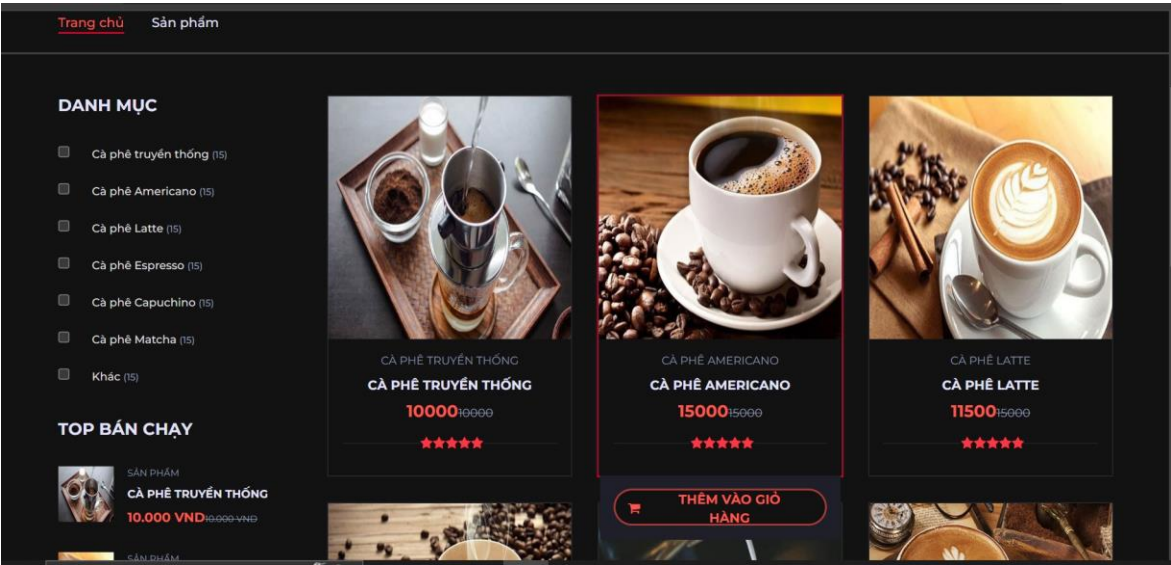 Trang chủ
Sản phẩm
DANH MỤC
Cà phê truyền thống (15)
Cà phê Americano (15)
Cà phê Latte (15)
Cà phê Espresso (15)
Cà phê Capuchino (15)
Cà phê Matcha (15)
Khác (15)
TOP BÁN CHẠY
SẢN PHẨM
CÀ PHÊ TRUYỀN THỐNG
10.000 VND10.000 VND
SẢN PHẨM
CÀ PHÊ TRUYỀN THỐNG
CÀ PHÊ TRUYỀN THỐNG
1000010000
CÀ PHÊ AMERICANO
CÀ PHÊ AMERICANO
1500015000
THÊM VÀO GIỎ
HÀNG
CÀ PHÊ LATTE
CÀ PHÊ LATTE
1150015000